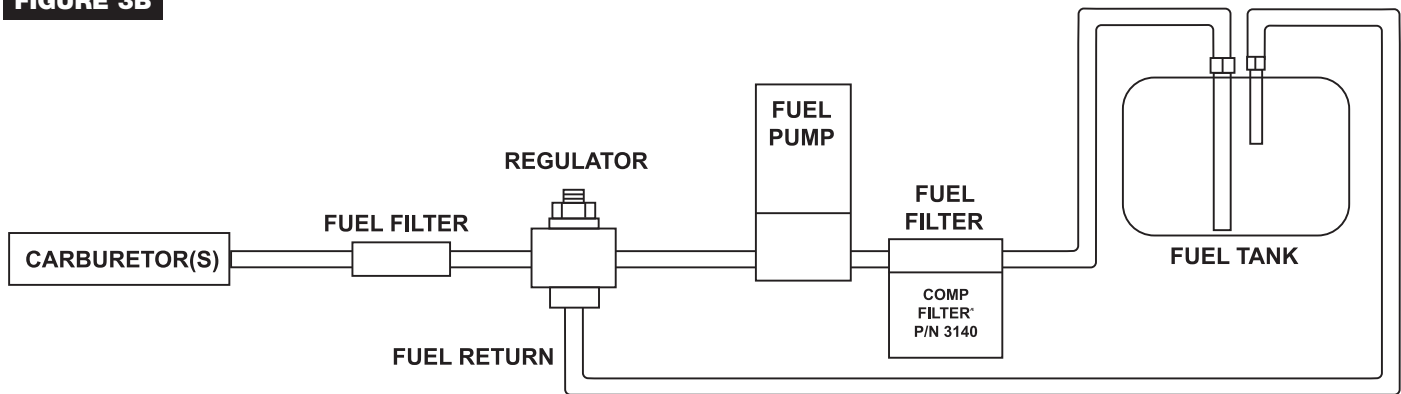 FIGURE 3B
FUEL
PUMP
REGULATOR
FUEL
FILTER
FUEL FILTER
CARBURETOR(S)
FUEL TANK
COMP
FILTER*
P/N 3140
FUEL RETURN